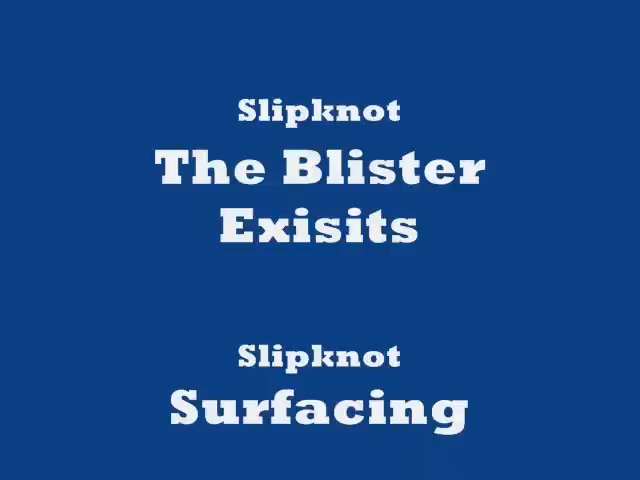 Slipknot
The Blister
Exisits
Slipknot
Surfacing